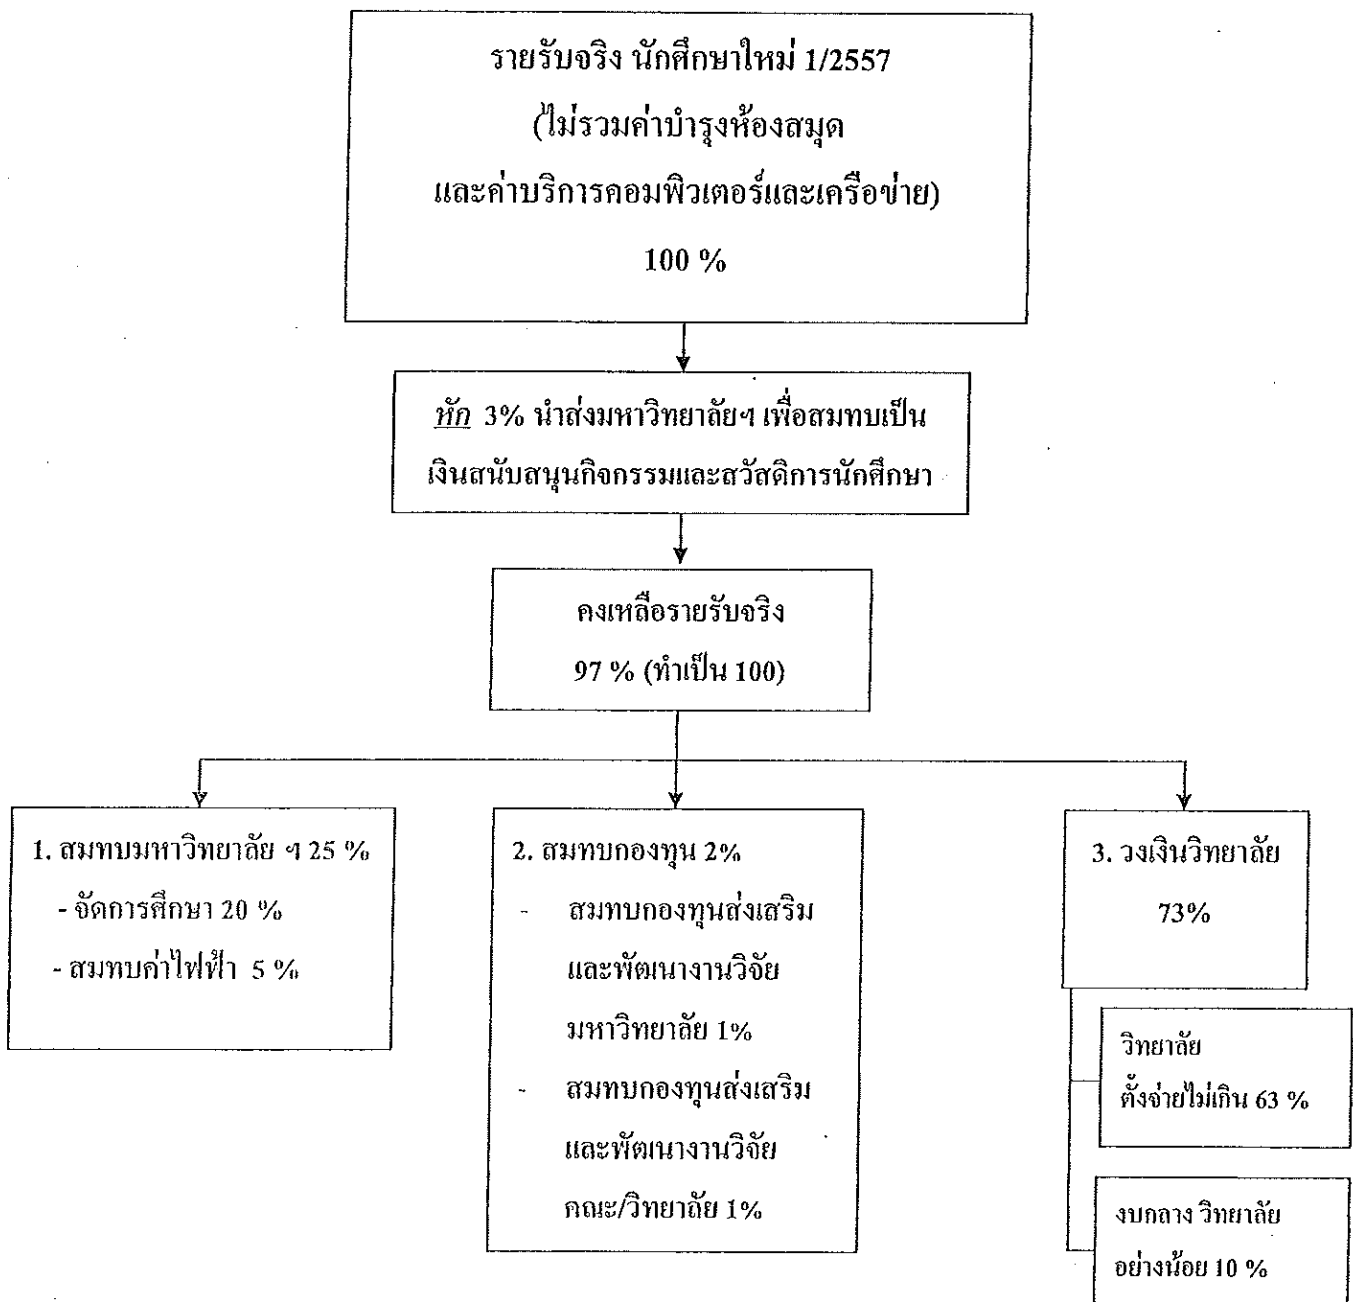 รายรับจริง นักศึกษาใหม่ 1/2557
(ไม่รวมค่าบำรุงห้องสมุด
และค่าบริการคอมพิวเตอร์และเครือข่าย)
100 %
หัก 3% นำส่งมหาวิทยาลัยฯ เพื่อสมทบเป็น
เงินสนับสนุนกิจกรรมและสวัสดิการนักศึกษา
คงเหลือรายรับจริง
97 % (ทำเป็น 100)
1. สมทบมหาวิทยาลัย ฯ 25 %
- จัดการศึกษา 20 %
- สมทบค่าไฟฟ้า 5 %
2. สมทบกองทุน 2%
- สมทบกองทุนส่งเสริม
และพัฒนางานวิจัย
มหาวิทยาลัย 1%
- สมทบกองทุนส่งเสริม
และพัฒนางานวิจัย
คณะ/วิทยาลัย 1%
3. วงเงินวิทยาลัย
73%
วิทยาลัย
ตั้งจ่ายไม่เกิน 63 %
งบกลาง วิทยาลัย
อย่างน้อย 10 %